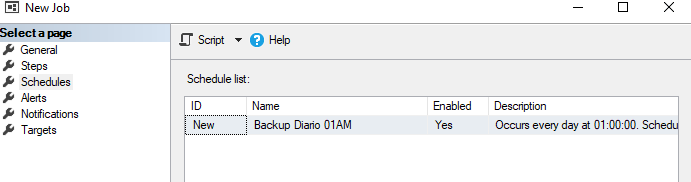 New Job
Select a page
General
Steps
Schedules
Alerts
Notifications
Targets
Script Help
Schedule list:
ID Name Enabled Description
New Backup Diario 01AM Yes Occurs every day at 01:00:00. Schedu